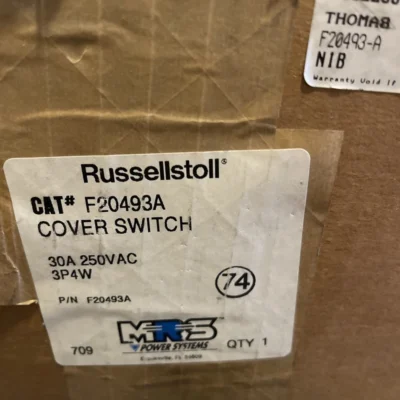 THOMAS
F20493-A
NIB
Warranty Void if
Russellstoll®
CAT# F20493A
COVER SWITCH
30A 250VAC
3P4W
74
P/N F20493A
MRS
POWER SYSTEMS
709
QTY 1